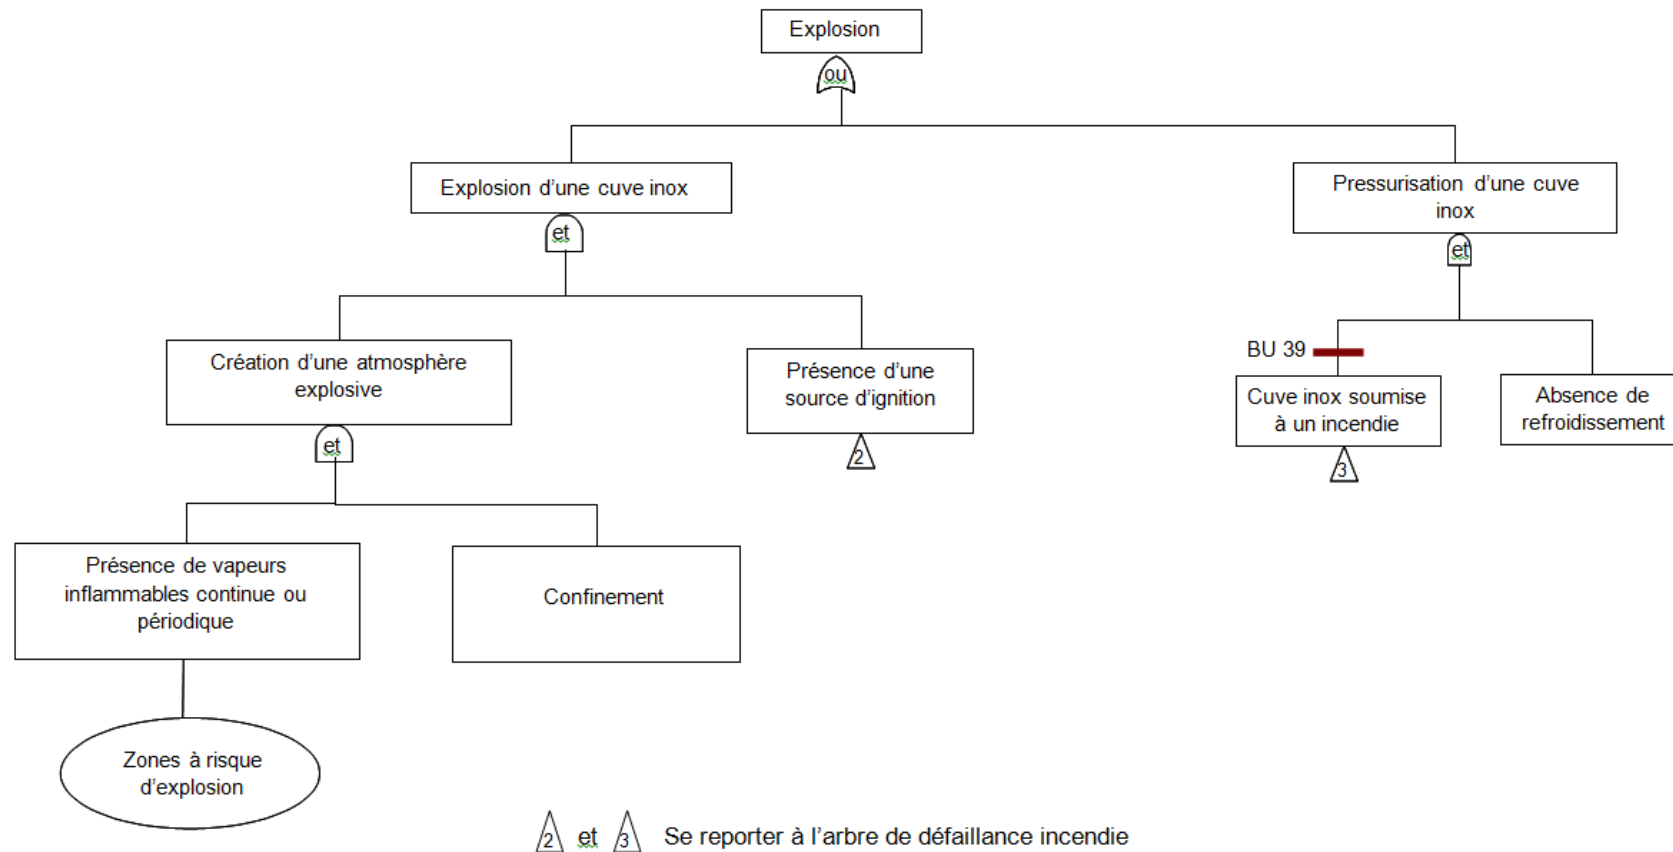 Explosion
ou
Explosion d’une cuve inox
et
Pressurisation d’une cuve
inox
et
Création d’une atmosphère
explosive
et
Présence d’une
source d’ignition
2
BU 39
Cuve inox soumise
à un incendie
3
Absence de
refroidissement
Présence de vapeurs
inflammables continue ou
périodique
Confinement
Zones à risque
d’explosion
2 et 3 Se reporter à l’arbre de défaillance incendie